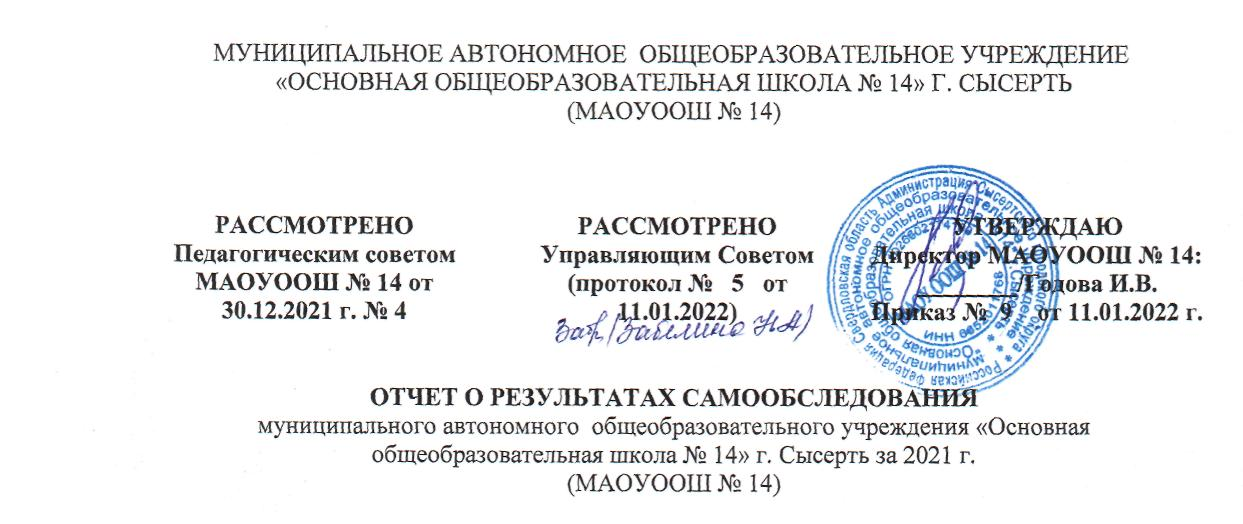 МУНИЦИПАЛЬНОЕ АВТОНОМНОЕ ОБЩЕОБРАЗОВАТЕЛЬНОЕ УЧРЕЖДЕНИЕ
«ОСНОВНАЯ ОБЩЕОБРАЗОВАТЕЛЬНАЯ ШКОЛА № 14» Г. СЫСЕРТЬ
(МАОУООШ № 14)
РАССМОТРЕНО
Педагогическим советом
МАОУООШ № 14 от
30.12.2021 г. № 4
РАССМОТРЕНО
Управляющим Советом
(протокол № 5 от
11.01.2022)
(Забелина Н.А)
УТВЕРЖДАЮ
Директор МАОУООШ № 14:
Годова И.В.
Приказ № 9 от 11.01.2022 г.
ОТЧЕТ О РЕЗУЛЬТАТАХ САМООБСЛЕДОВАНИЯ
муниципального автономного общеобразовательного учреждения «Основная
общеобразовательная школа № 14» г. Сысерть за 2021 г.
(МАОУООШ № 14)